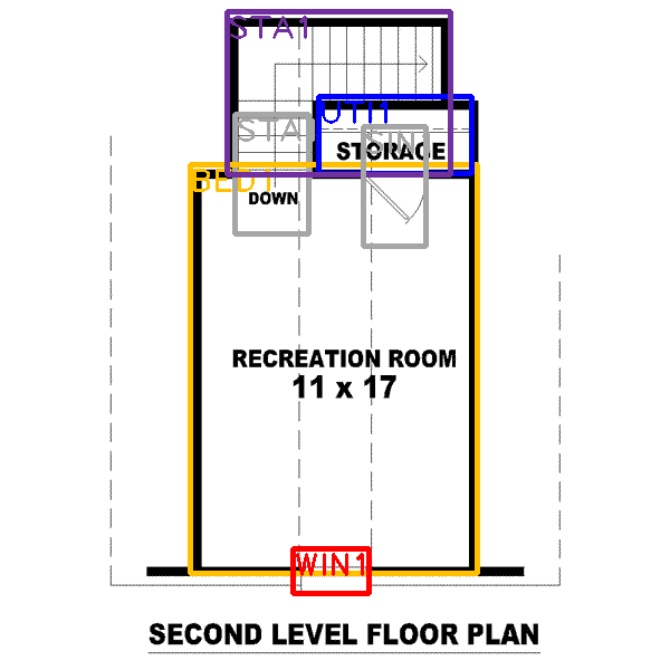 STA1
UTI1
STA
SIN
STORAGE
BED1
DOWN
RECREATION ROOM
11 x 17
WIN1
SECOND LEVEL FLOOR PLAN